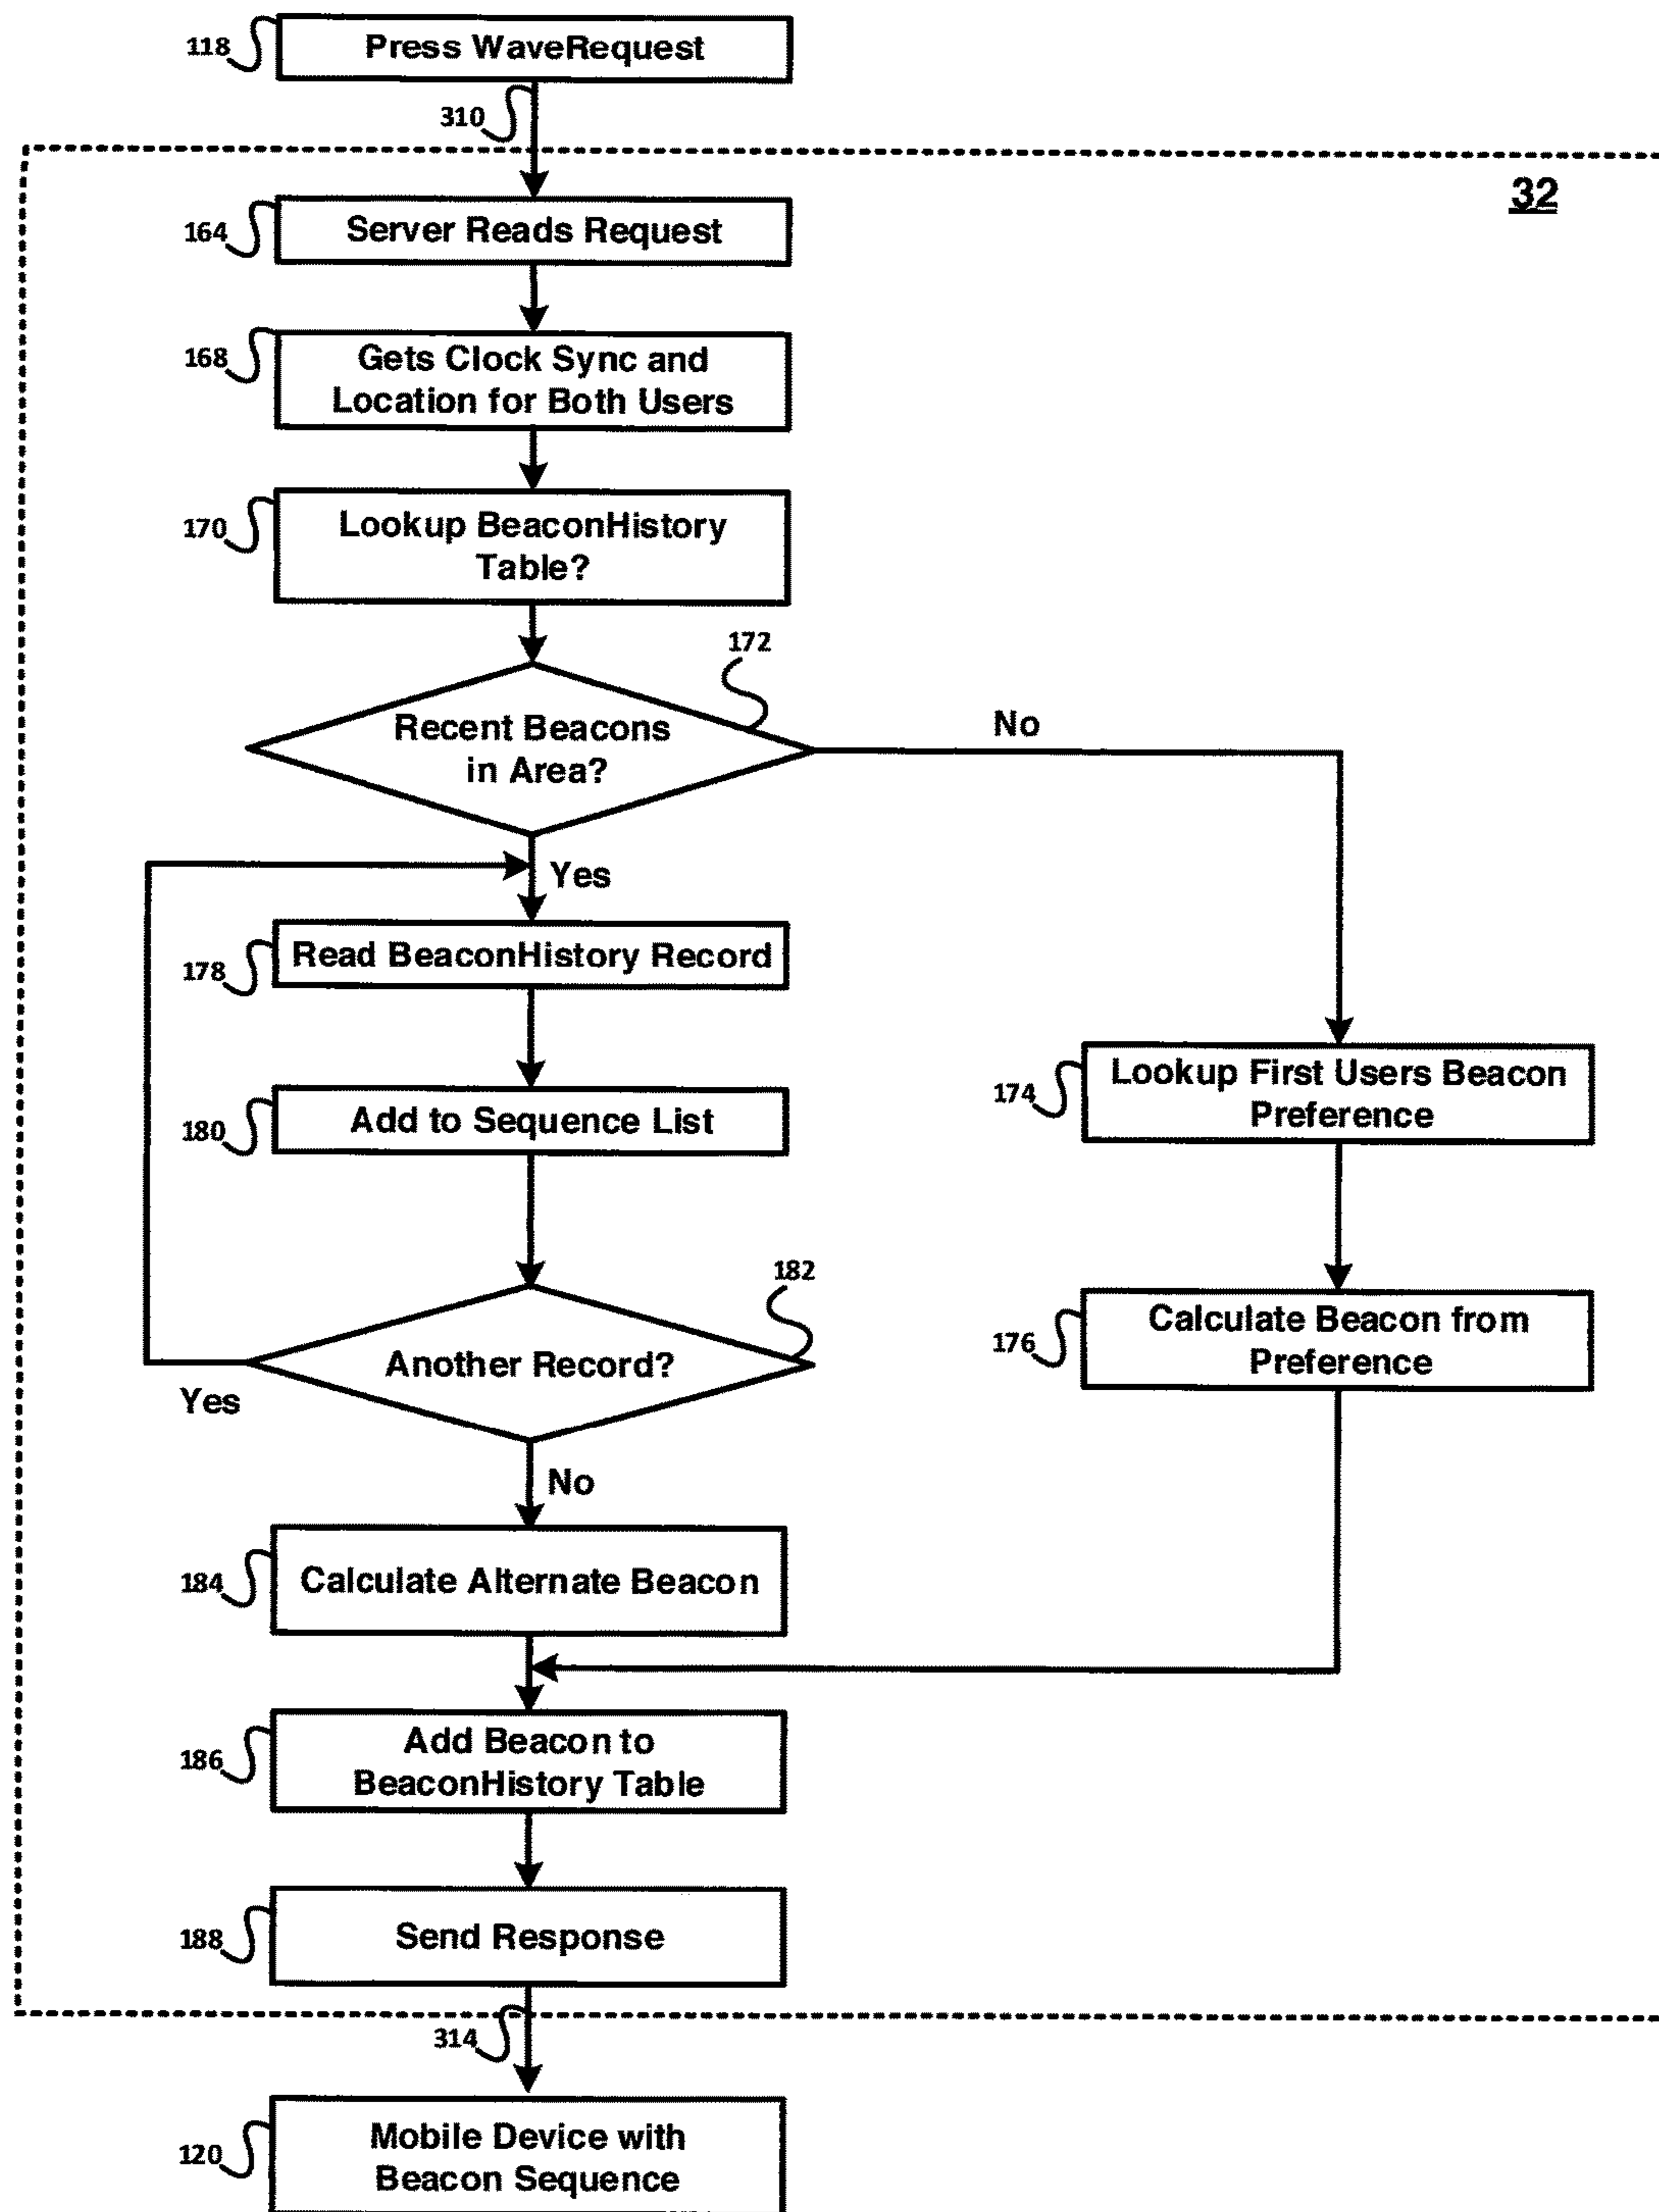 118
Press WaveRequest
310
32
164
Server Reads Request
168
Gets Clock Sync and
Location for Both Users
170
Lookup BeaconHistory
Table?
172
Recent Beacons
in Area?
No
Yes
178
Read BeaconHistory Record
174
Lookup First Users Beacon
Preference
180
Add to Sequence List
182
176
Calculate Beacon from
Preference
Another Record?
Yes
No
184
Calculate Alternate Beacon
186
Add Beacon to
BeaconHistory Table
188
Send Response
314
120
Mobile Device with
Beacon Sequence